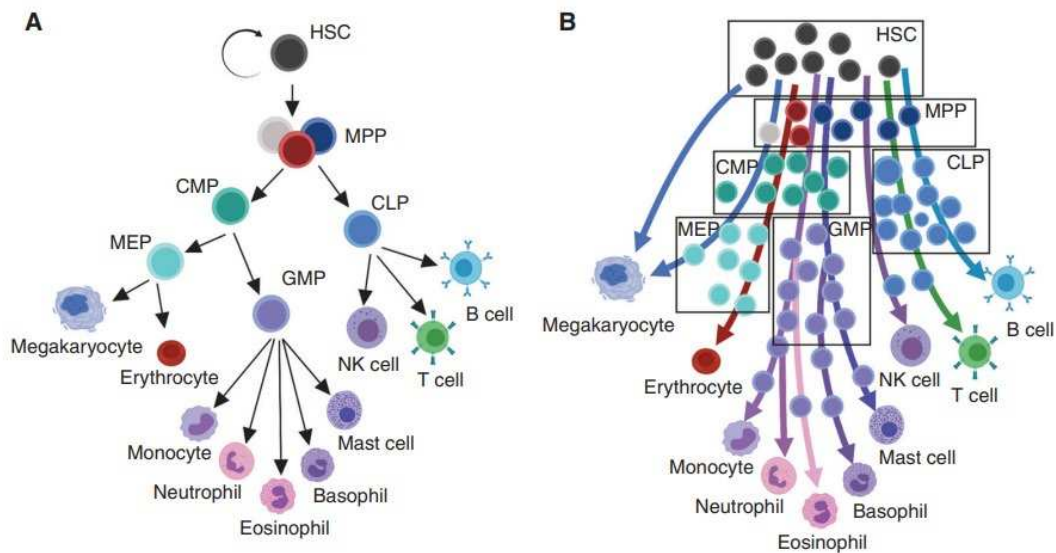 A
HSC
MPP
CMP
CLP
MEP
GMP
B cell
Megakaryocyte
NK cell
T cell
Erythrocyte
Mast cell
Monocyte
Neutrophil
Basophil
Eosinophil
B
HSC
MPP
CMP
CLP
MEP
GMP
Megakaryocyte
B cell
Erythrocyte
NK cell
T cell
Monocyte
Mast cell
Neutrophil
Basophil
Eosinophil